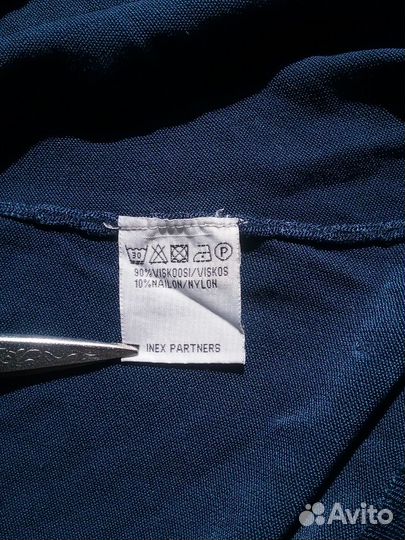 30 P
90%VISKOOSI/VISKOS
10%NAILON/NYLON
INEX PARTNERS
Avito